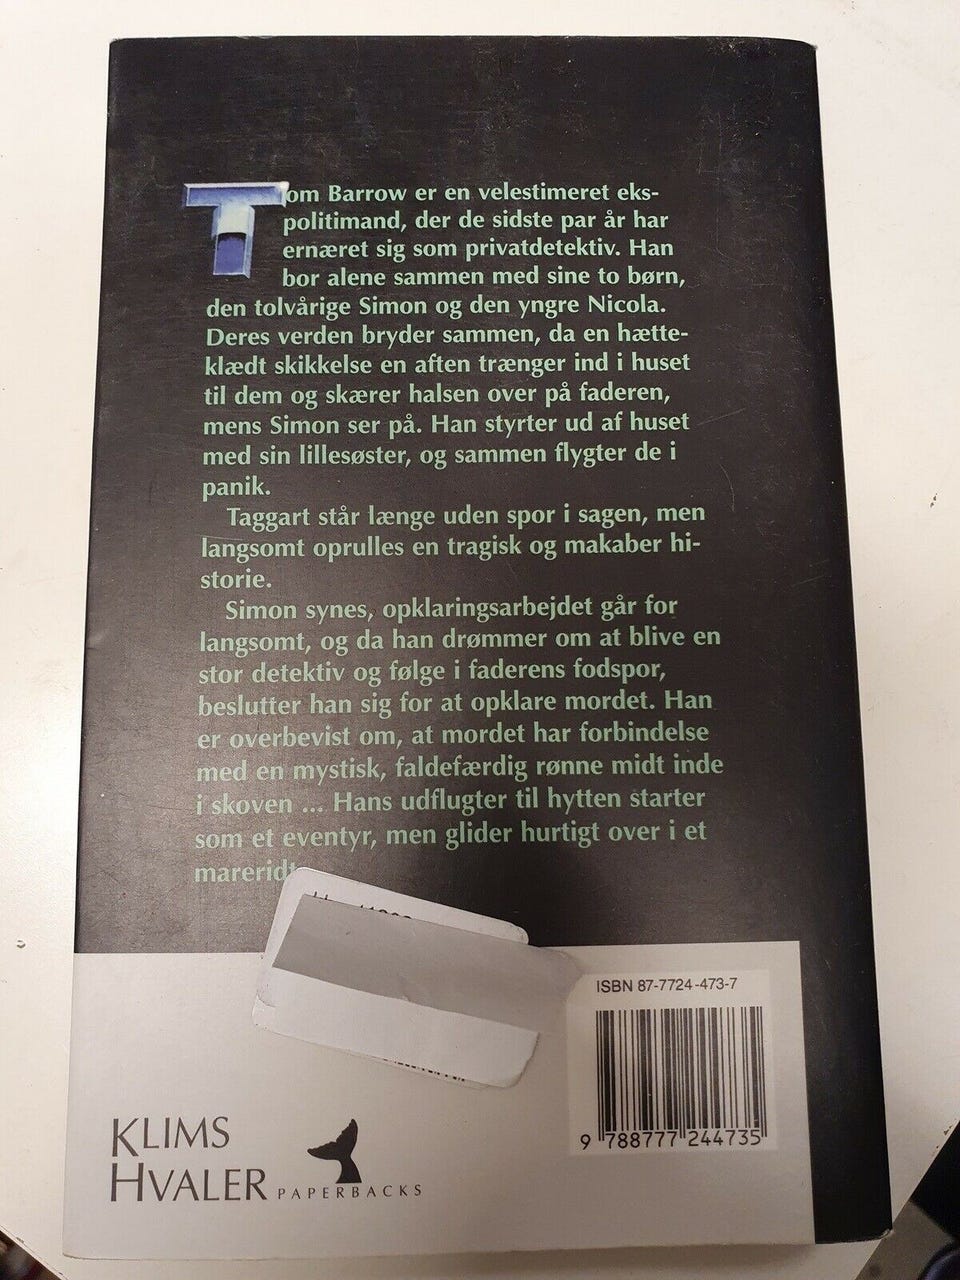 Tom Barrow er en velestimeret eks-
politimand, der de sidste par år har
ernæret sig som privatdetektiv. Han
bor alene sammen med sine to børn,
den tolvårige Simon og den yngre Nicola.
Deres verden bryder sammen, da en hætte-
klædt skikkelse en aften trænger ind i huset
til dem og skærer halsen over på faderen,
mens Simon ser på. Han styrter ud af huset
med sin lillesøster, og sammen flygter de i
panik.
Taggart står længe uden spor i sagen, men
langsomt oprulles en tragisk og makaber hi-
storie.
Simon synes, opklaringsarbejdet går for
langsomt, og da han drømmer om at blive en
stor detektiv og følge i faderens fodspor,
beslutter han sig for at opklare mordet. Han
er overbevist om, at mordet har forbindelse
med en mystisk, faldefærdig rønne midt inde
i skoven ... Hans udflugter til hytten starter
som et eventyr, men glider hurtigt over i et
mareridt
ISBN 87-7724-473-7
9 788777 244735
KLIMS
HVALER PAPERBACKS